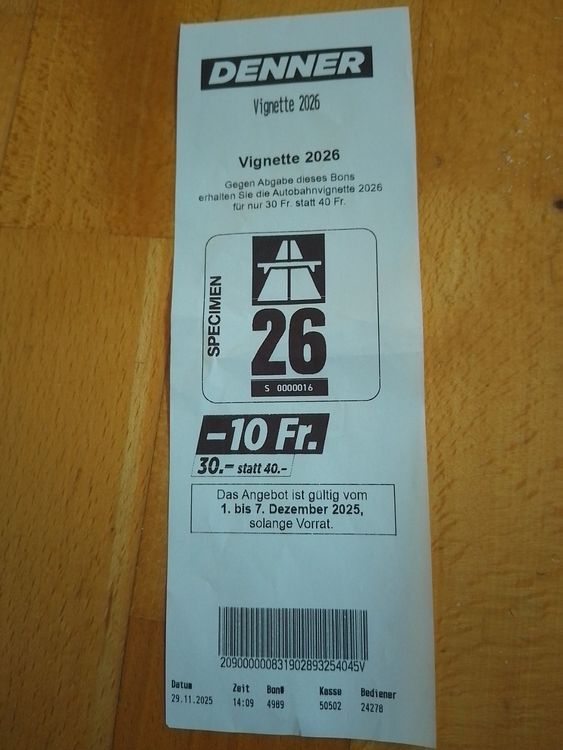 DENNER
Vignette 2026
Vignette 2026
Gegen Abgabe dieses Bons
erhalten Sie die Autobahnvignette 2026
für nur 30 Fr. statt 40 Fr.
SPECIMEN
26
S 0000016
-10 Fr.
30.- statt 40.-
Das Angebot ist gültig vom
1. bis 7. Dezember 2025,
solange Vorrat.
209000000831902893254045V
Datum Zeit Bon# Kasse Bediener
29.11.2025 14:09 4989 50502 24278